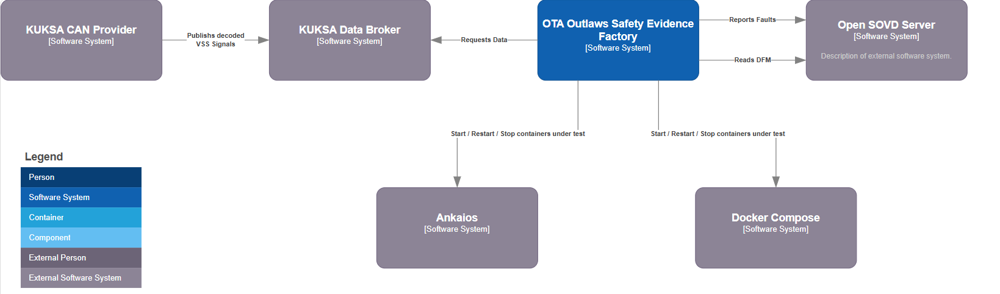 KUKSA CAN Provider
[Software System]
Publishs decoded
VSS Signals
KUKSA Data Broker
[Software System]
Requests Data
OTA Outlaws Safety Evidence
Factory
[Software System]
Reports Faults
Reads DFM
Open SOVD Server
[Software System]
Description of external software system.
Start / Restart / Stop containers under test
Start / Restart / Stop containers under test
Ankaios
[Software System]
Docker Compose
[Software System]
Legend
Person
Software System
Container
Component
External Person
External Software System